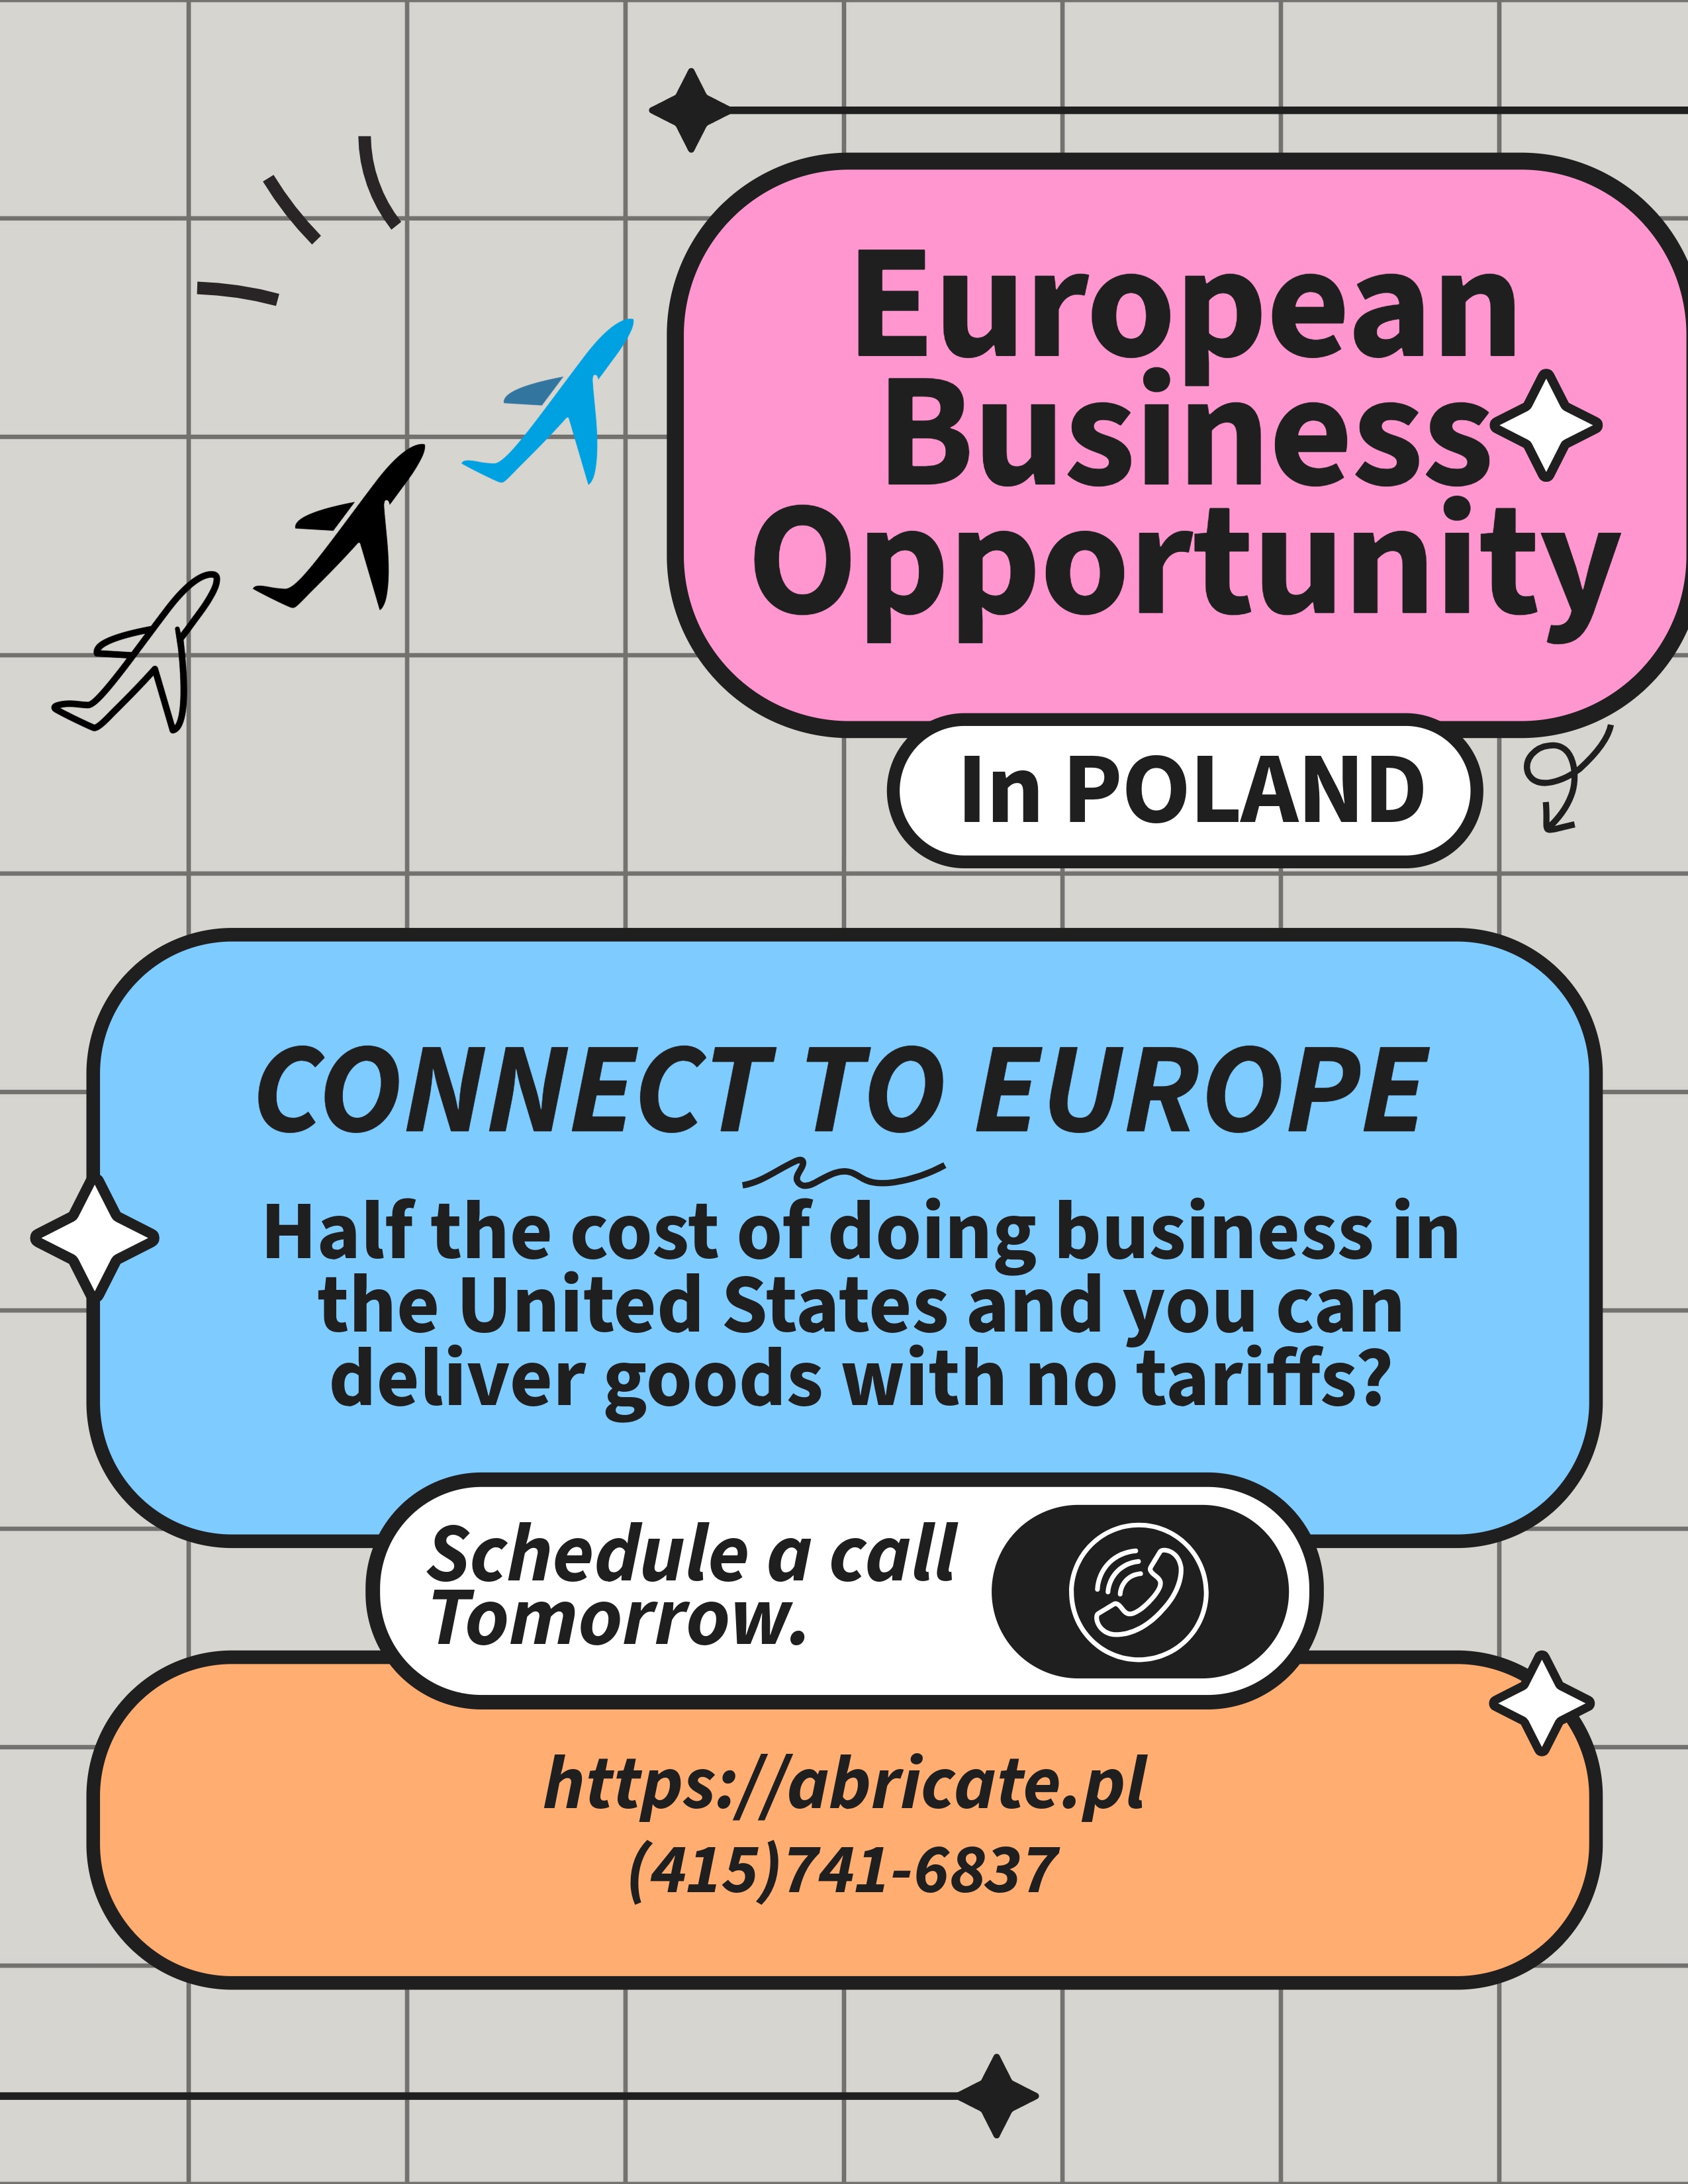 European
Business
Opportunity
In POLAND
CONNECT TO EUROPE
Half the cost of doing business in
the United States and you can
deliver goods with no tariffs?
Schedule a call
Tomorrow.
https://abricate.pl
(415)741-6837